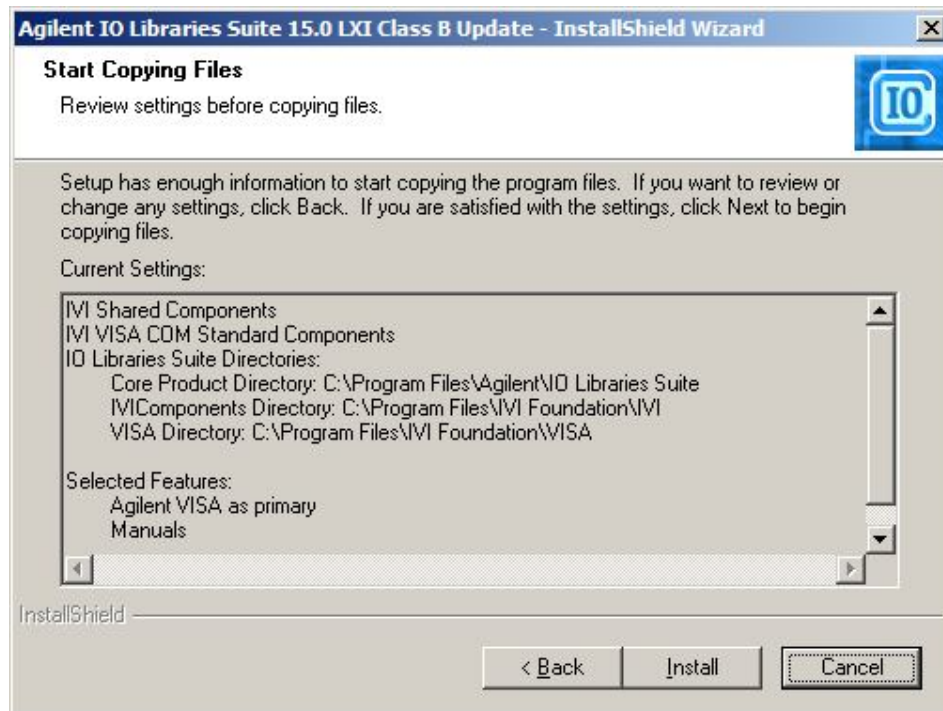 Agilent IO Libraries Suite 15.0 LXI Class B Update - InstallShield Wizard
Start Copying Files
Review settings before copying files.
IO
Setup has enough information to start copying the program files. If you want to review or
change any settings, click Back. If you are satisfied with the settings, click Next to begin
copying files.
Current Settings:
IVI Shared Components
IVI VISA COM Standard Components
IO Libraries Suite Directories:
Core Product Directory: C:\Program Files\Agilent\IO Libraries Suite
IVIComponents Directory: C:\Program Files\IVI Foundation\IVI
VISA Directory: C:\Program Files\IVI Foundation\VISA
Selected Features:
Agilent VISA as primary
Manuals
InstallShield
< Back
Install
Cancel